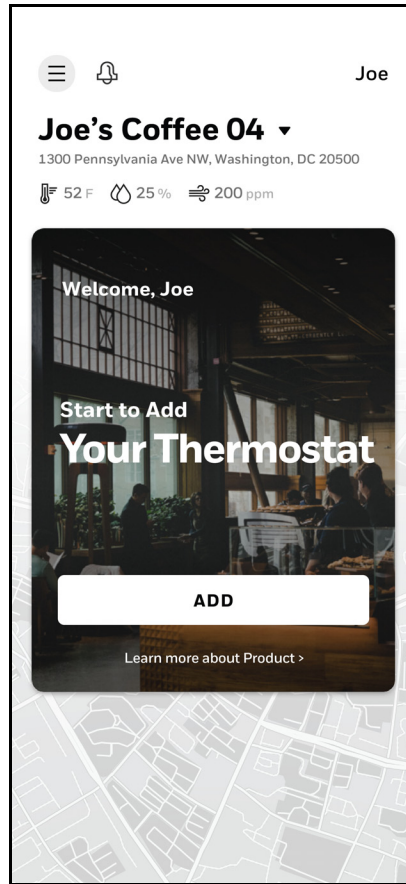 Joe
Joe’s Coffee 04
1300 Pennsylvania Ave NW, Washington, DC 20500
52 F 25 % 200 ppm
Welcome, Joe
Start to Add
Your Thermostat
ADD
Learn more about Product >